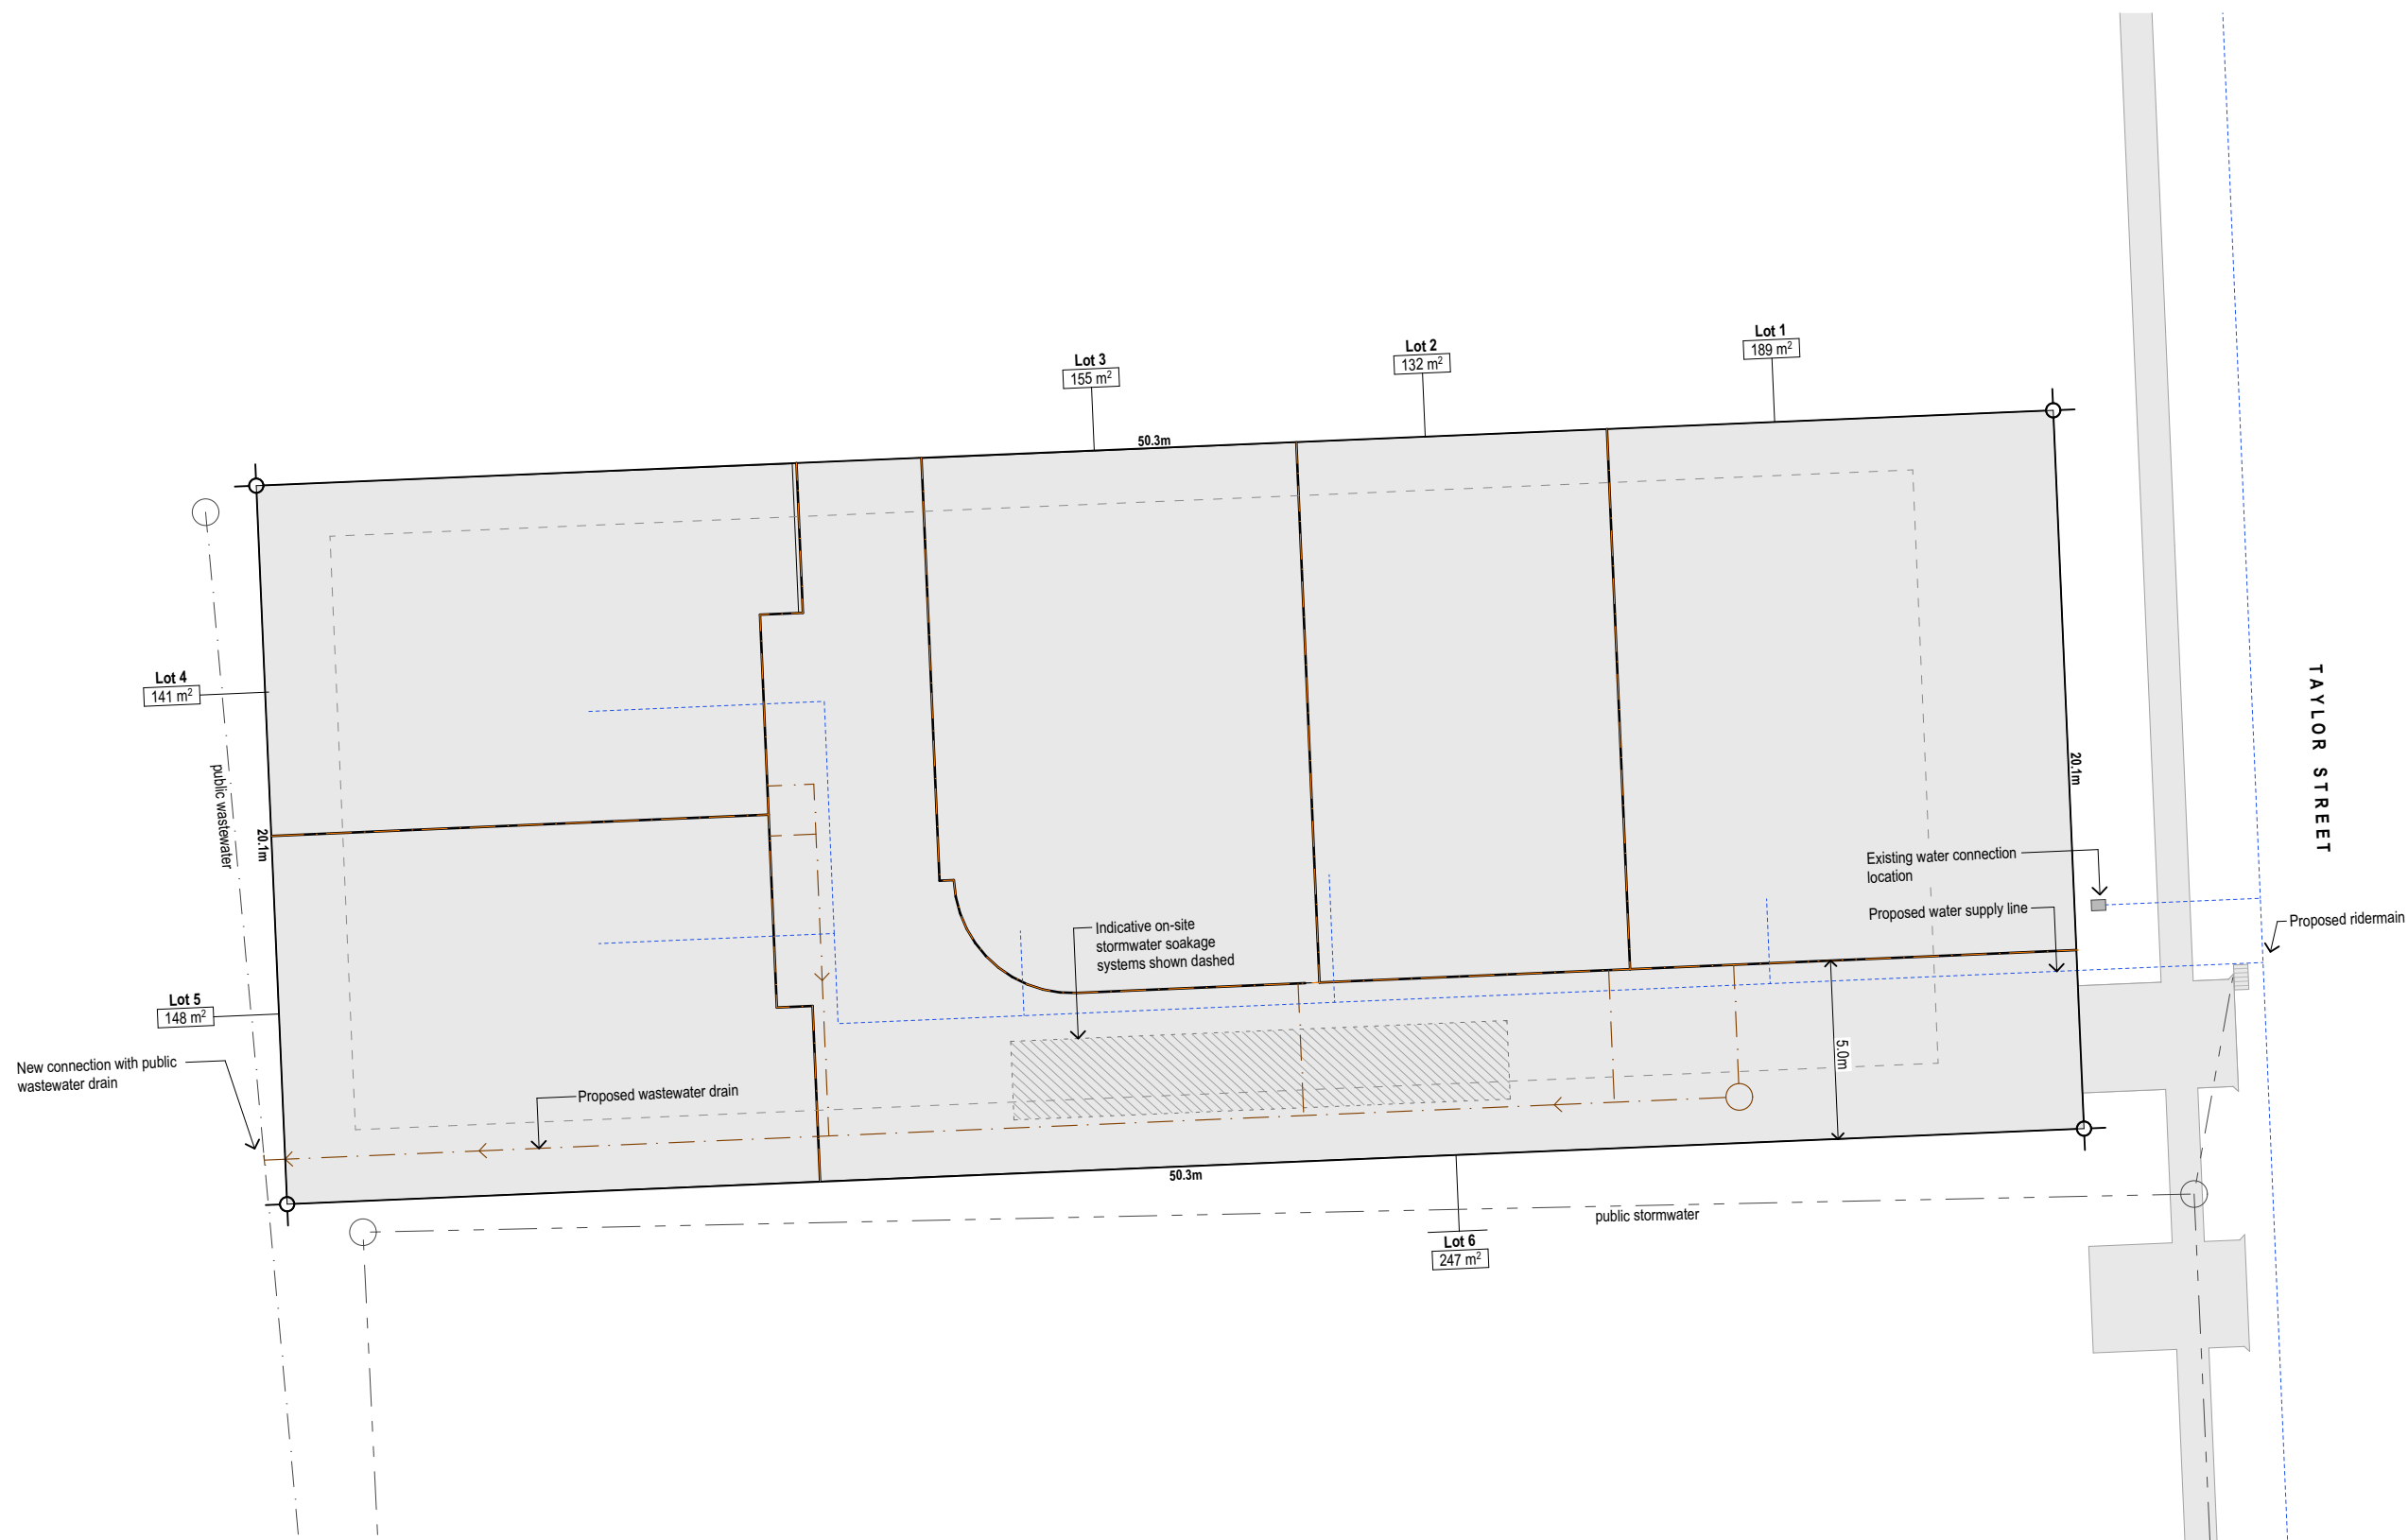 Lot 1
189 m²
Lot 2
132 m²
Lot 3
155 m²
50.3m
Lot 4
141 m²
public wastewater
20.1m
20.1m
TAYLOR STREET
Existing water connection
location
Proposed water supply line
Proposed ridermain
Indicative on-site
stormwater soakage
systems shown dashed
Lot 5
148 m²
New connection with public
wastewater drain
Proposed wastewater drain
5.0m
50.3m
public stormwater
Lot 6
247 m²